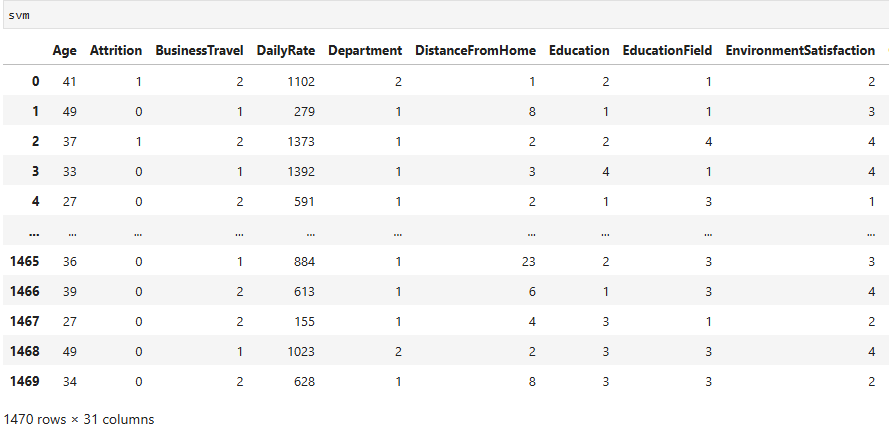 svm
Age Attrition BusinessTravel DailyRate Department DistanceFromHome Education EducationField EnvironmentSatisfaction
0 41 1 2 1102 2 1 2 1 2
1 49 0 1 279 1 8 1 1 3
2 37 1 2 1373 1 2 2 4 4
3 33 0 1 1392 1 3 4 1 4
4 27 0 2 591 1 2 1 3 1
... ... ... ... ... ... ... ... ... ...
1465 36 0 1 884 1 23 2 3 3
1466 39 0 2 613 1 6 1 3 4
1467 27 0 2 155 1 4 3 1 2
1468 49 0 1 1023 2 2 3 3 4
1469 34 0 2 628 1 8 3 3 2
1470 rows × 31 columns